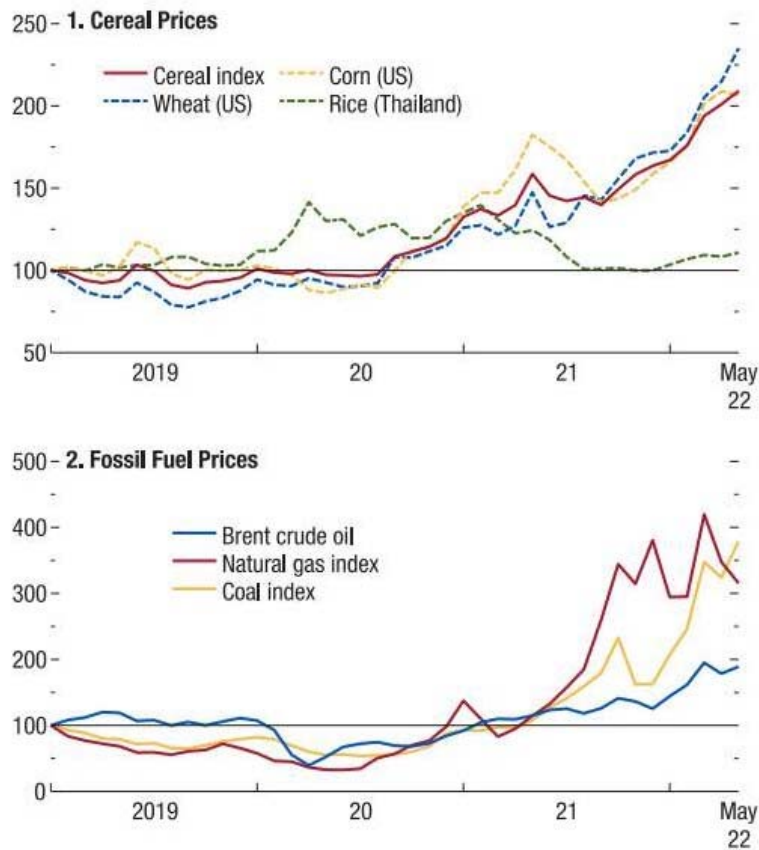 1. Cereal Prices
Cereal index
Corn (US)
Wheat (US)
Rice (Thailand)
250
200
150
100
50
2019
20
21
May
22
2. Fossil Fuel Prices
Brent crude oil
Natural gas index
Coal index
500
400
300
200
100
0
2019
20
21
May
22